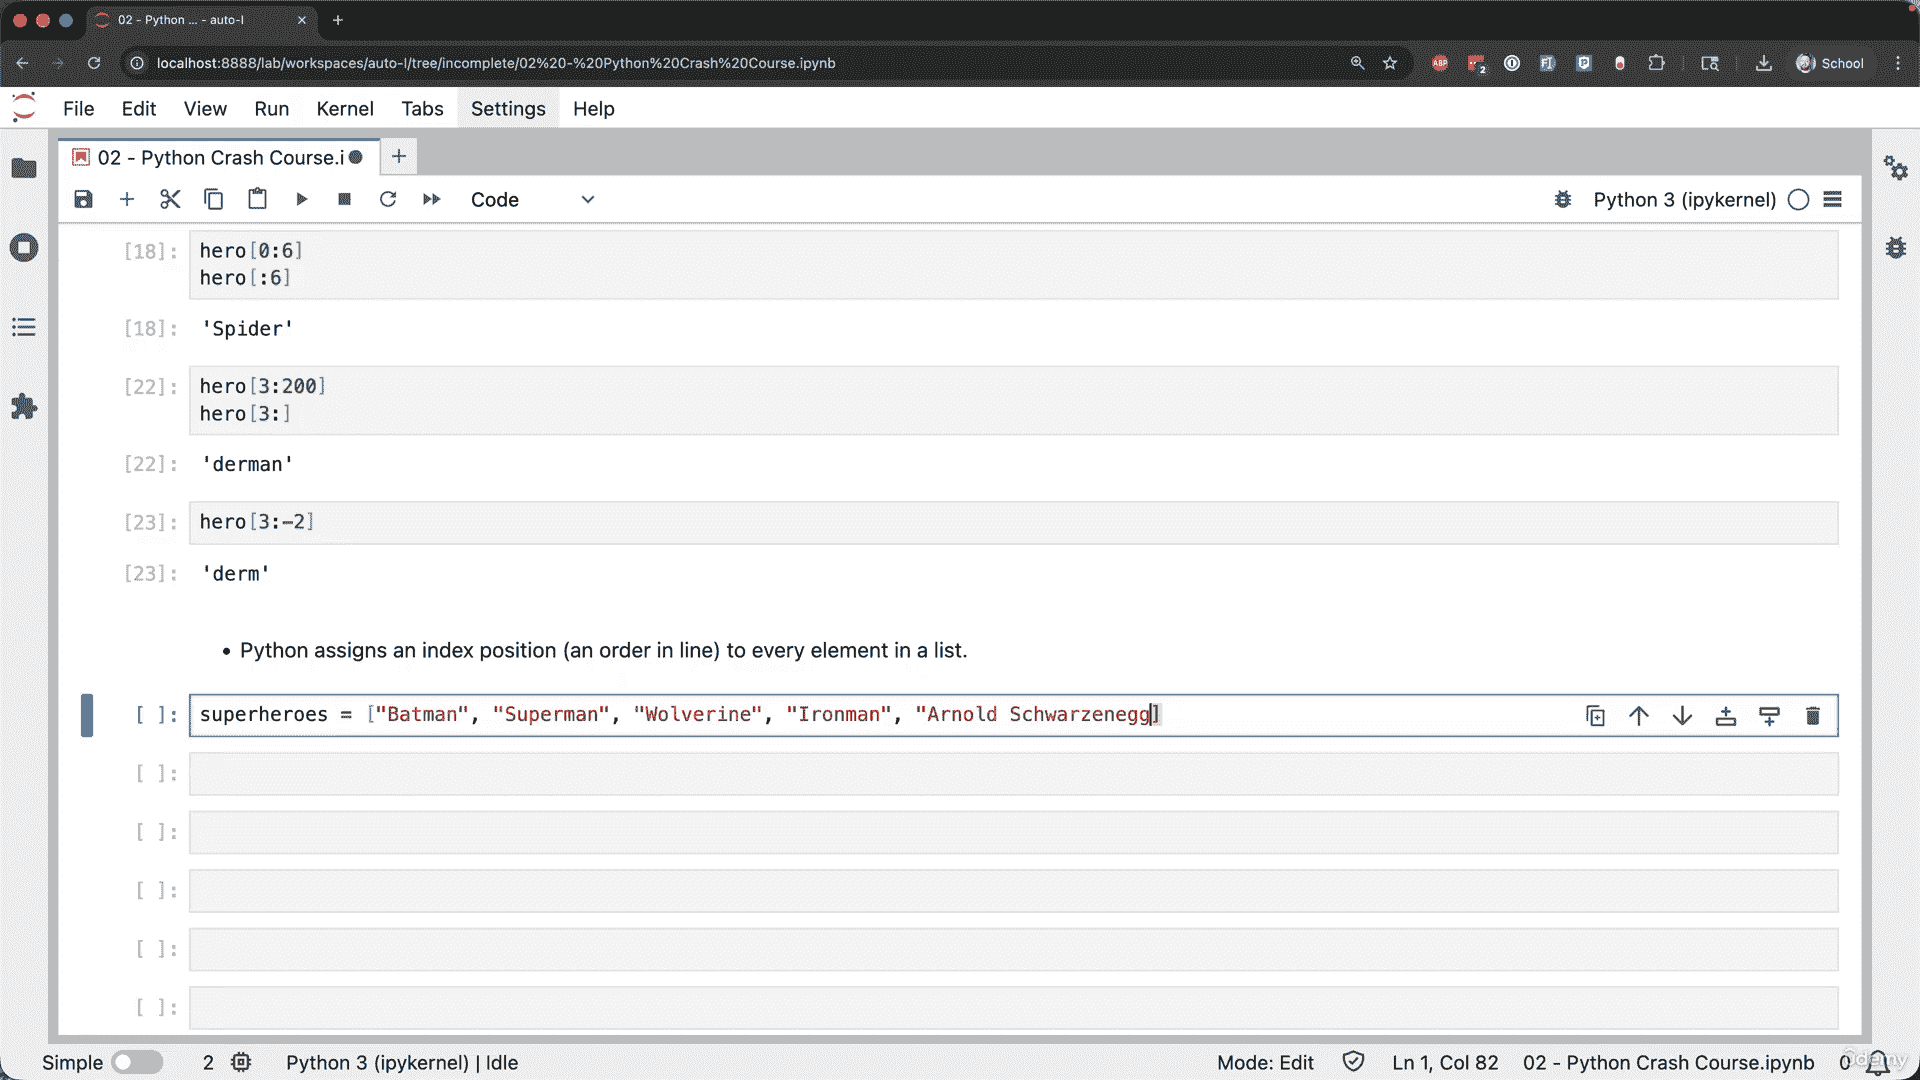 02 - Python ... - auto-l
localhost:8888/lab/workspaces/auto-l/tree/incomplete/02%20-%20Python%20Crash%20Course.ipynb
ABP
2
School
File Edit View Run Kernel Tabs Settings Help
02 - Python Crash Course.i
Code
Python 3 (ipykernel)
[18]: hero[0:6]
hero[:6]
[18]: 'Spider'
[22]: hero[3:200]
hero[3:]
[22]: 'derman'
[23]: hero[3:-2]
[23]: 'derm'
• Python assigns an index position (an order in line) to every element in a list.
[ ]: superheroes = ["Batman", "Superman", "Wolverine", "Ironman", "Arnold Schwarzenegg]
[ ]:
[ ]:
[ ]:
[ ]:
[ ]:
Simple 2 Python 3 (ipykernel) | Idle Mode: Edit Ln 1, Col 82 02 - Python Crash Course.ipynb 0